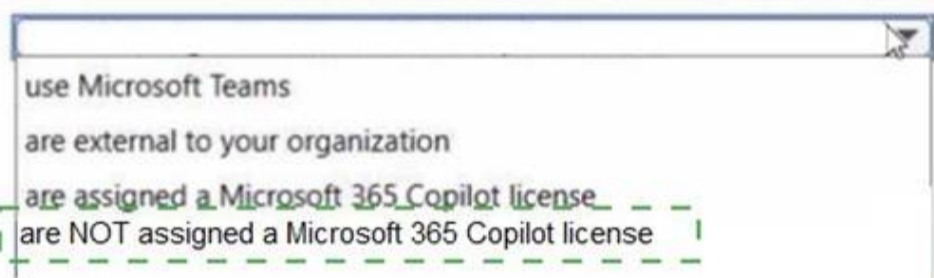 use Microsoft Teams
are external to your organization
are assigned a Microsoft 365 Copilot license
are NOT assigned a Microsoft 365 Copilot license